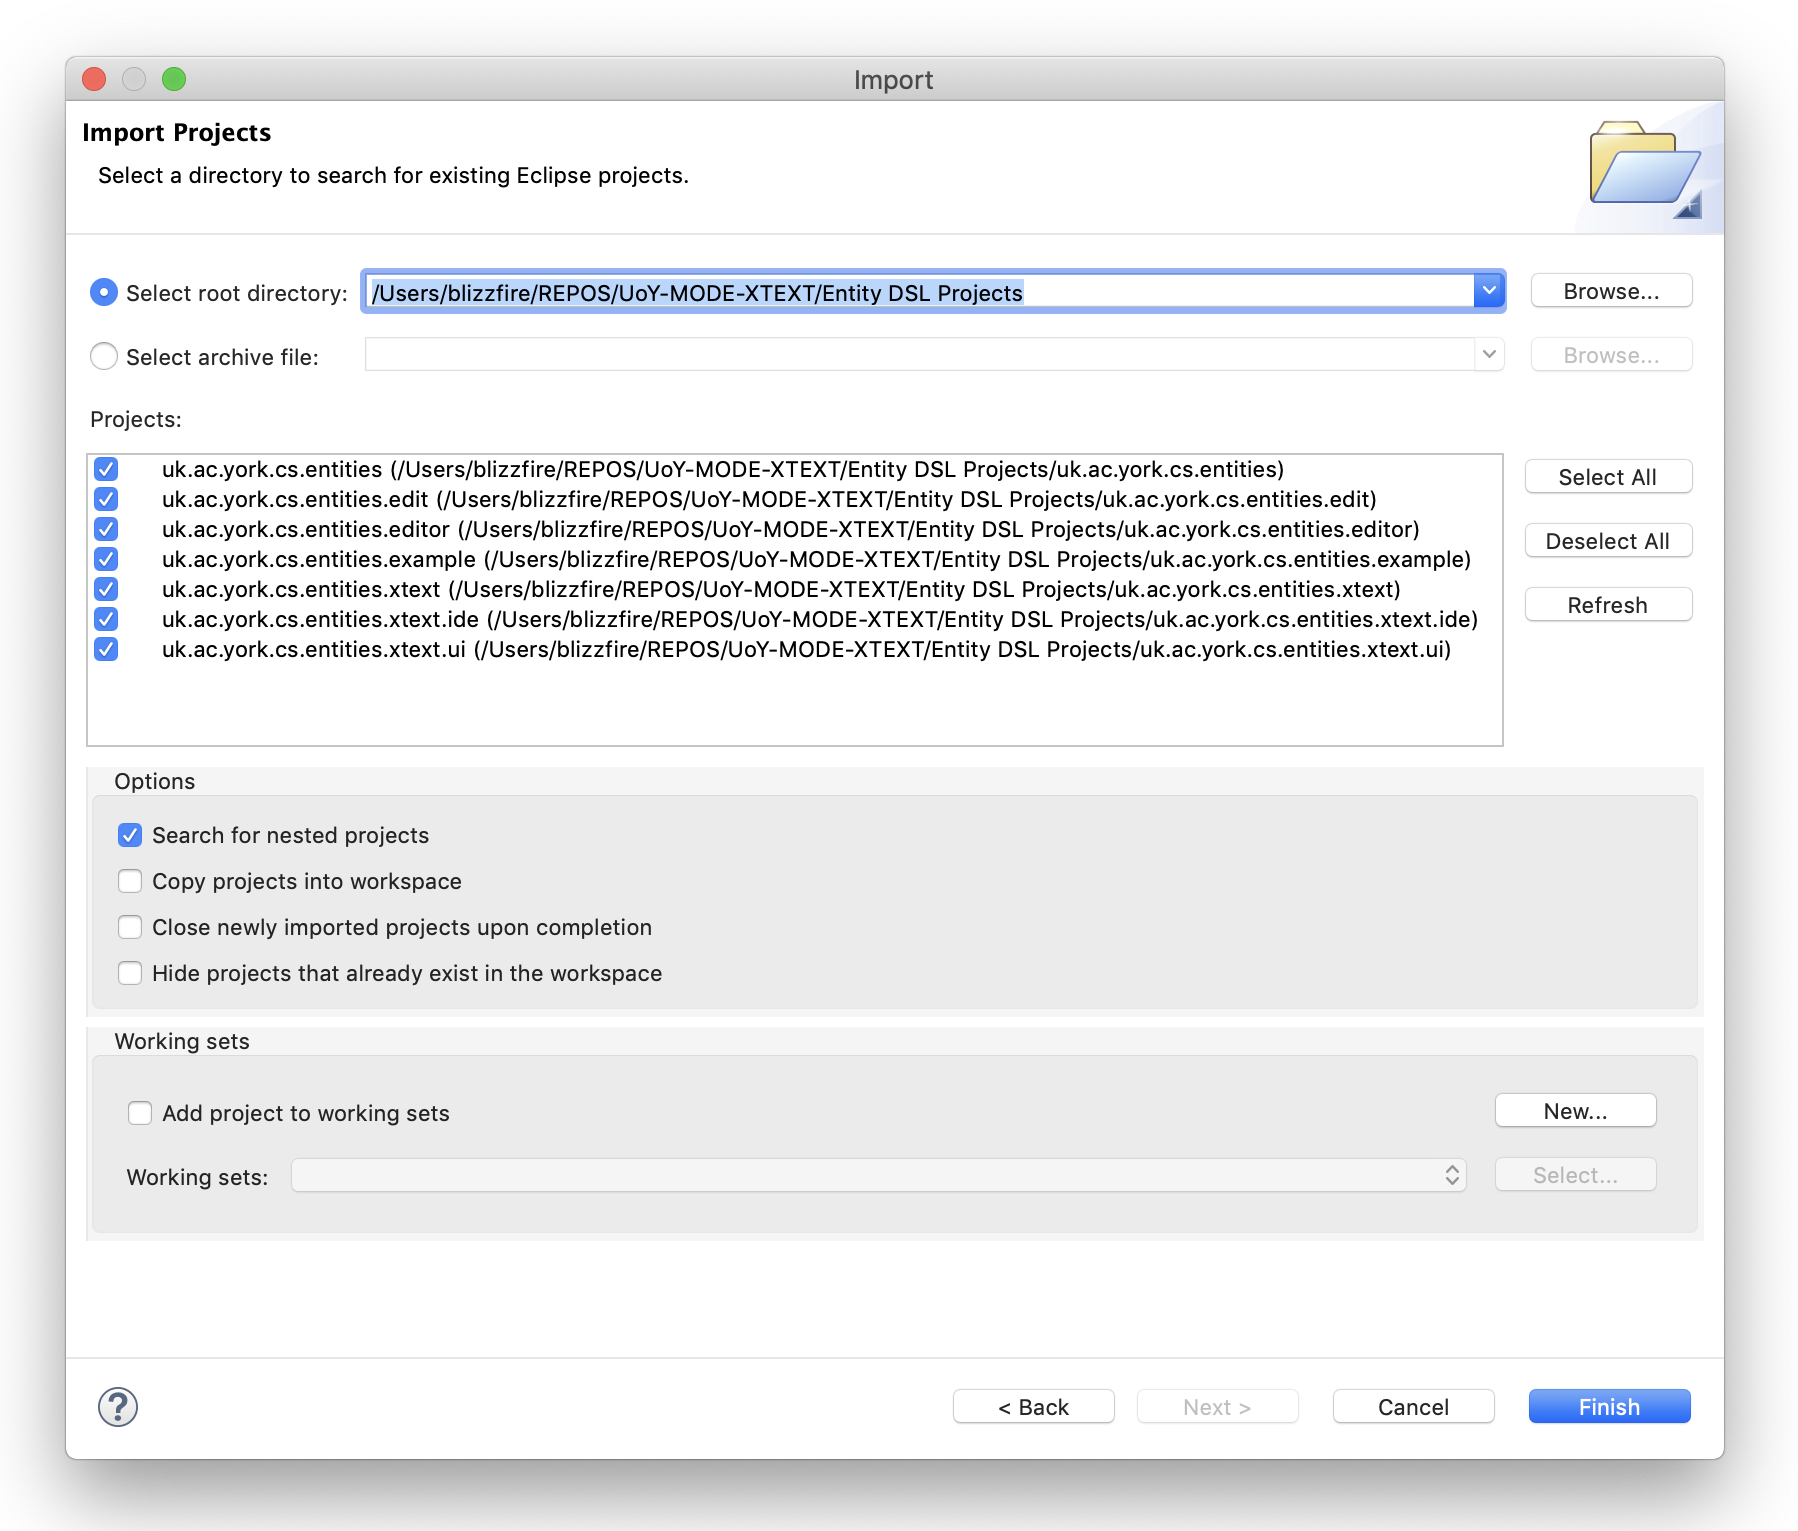 Import
Import Projects
Select a directory to search for existing Eclipse projects.
Select root directory: /Users/blizzfire/REPOS/UoY-MODE-XTEXT/Entity DSL Projects Browse...
Select archive file: Browse...
Projects:
uk.ac.york.cs.entities (/Users/blizzfire/REPOS/UoY-MODE-XTEXT/Entity DSL Projects/uk.ac.york.cs.entities)
uk.ac.york.cs.entities.edit (/Users/blizzfire/REPOS/UoY-MODE-XTEXT/Entity DSL Projects/uk.ac.york.cs.entities.edit)
uk.ac.york.cs.entities.editor (/Users/blizzfire/REPOS/UoY-MODE-XTEXT/Entity DSL Projects/uk.ac.york.cs.entities.editor)
uk.ac.york.cs.entities.example (/Users/blizzfire/REPOS/UoY-MODE-XTEXT/Entity DSL Projects/uk.ac.york.cs.entities.example)
uk.ac.york.cs.entities.xtext (/Users/blizzfire/REPOS/UoY-MODE-XTEXT/Entity DSL Projects/uk.ac.york.cs.entities.xtext)
uk.ac.york.cs.entities.xtext.ide (/Users/blizzfire/REPOS/UoY-MODE-XTEXT/Entity DSL Projects/uk.ac.york.cs.entities.xtext.ide)
uk.ac.york.cs.entities.xtext.ui (/Users/blizzfire/REPOS/UoY-MODE-XTEXT/Entity DSL Projects/uk.ac.york.cs.entities.xtext.ui)
Select All
Deselect All
Refresh
Options
Search for nested projects
Copy projects into workspace
Close newly imported projects upon completion
Hide projects that already exist in the workspace
Working sets
Add project to working sets New...
Working sets: Select...
? < Back Next > Cancel Finish